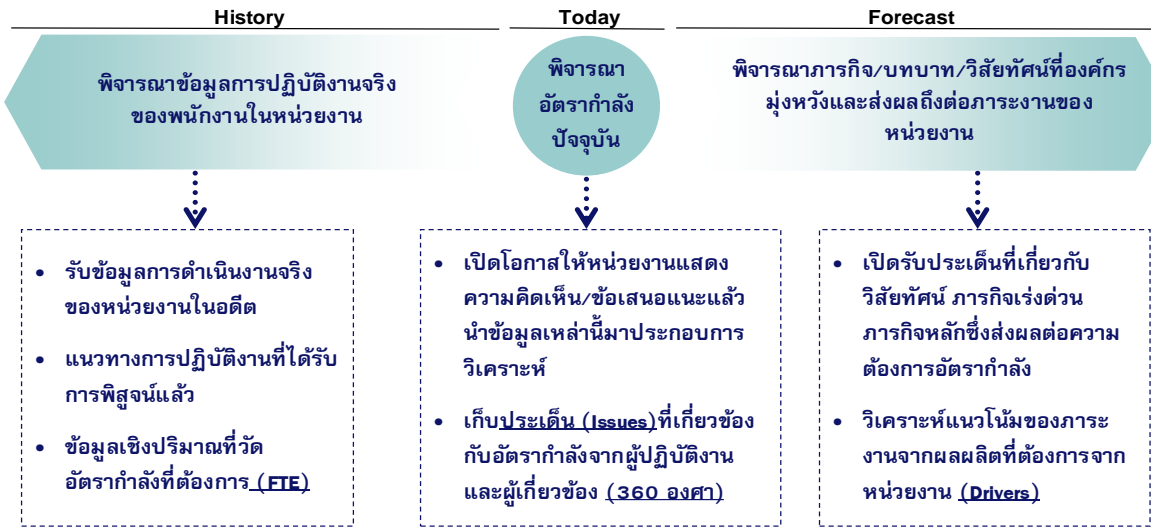 History
Today
Forecast
พิจารณาข้อมูลการปฏิบัติงานจริง
ของพนักงานในหน่วยงาน
พิจารณา
อัตรากำลัง
ปัจจุบัน
พิจารณาภารกิจ/บทบาท/วิสัยทัศน์ที่องค์กร
มุ่งหวังและส่งผลถึงต่อภาระงานของ
หน่วยงาน
• รับข้อมูลการดำเนินงานจริง
ของหน่วยงานในอดีต
• แนวทางการปฏิบัติงานที่ได้รับ
การพิสูจน์แล้ว
• ข้อมูลเชิงปริมาณที่วัด
อัตรากำลังที่ต้องการ (FTE)
• เปิดโอกาสให้หน่วยงานแสดง
ความคิดเห็น/ข้อเสนอแนะแล้ว
นำข้อมูลเหล่านี้มาประกอบการ
วิเคราะห์
• เก็บประเด็น (Issues)ที่เกี่ยวข้อง
กับอัตรากำลังจากผู้ปฏิบัติงาน
และผู้เกี่ยวข้อง (360 องศา)
• เปิดรับประเด็นที่เกี่ยวกับ
วิสัยทัศน์ ภารกิจเร่งด่วน
ภารกิจหลักซึ่งส่งผลต่อความ
ต้องการอัตรากำลัง
• วิเคราะห์แนวโน้มของภาระ
งานจากผลผลิตที่ต้องการจาก
หน่วยงาน (Drivers)